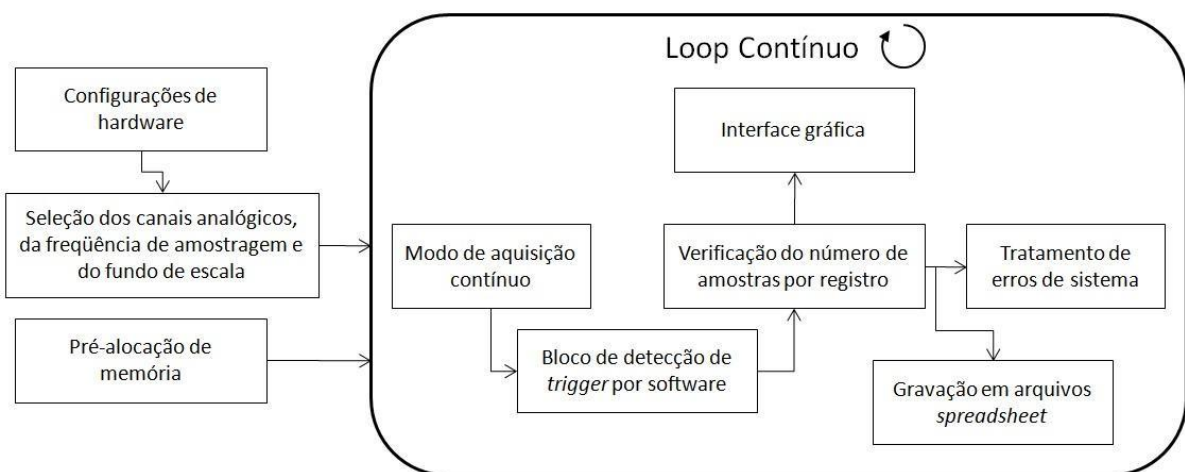 Loop Contínuo
Configurações de
hardware
Seleção dos canais analógicos,
da freqüência de amostragem e
do fundo de escala
Pré-alocação de
memória
Interface gráfica
Modo de aquisição
contínuo
Verificação do número de
amostras por registro
Tratamento de
erros de sistema
Bloco de detecção de
trigger por software
Gravação em arquivos
spreadsheet